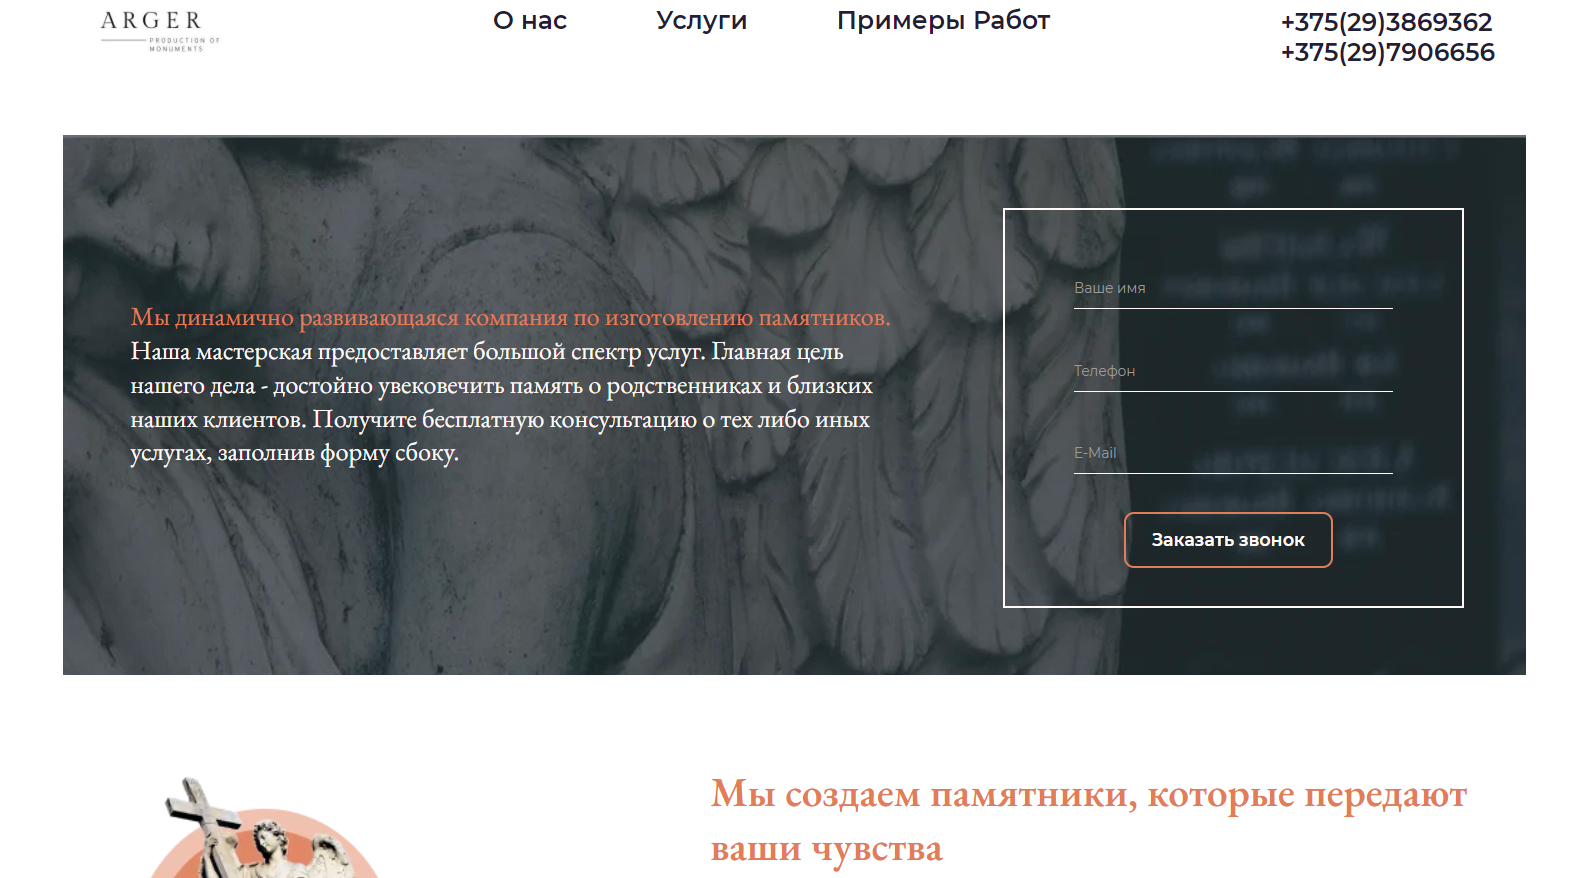 ARGER
PRODUCTION OF
MONUMENTS
О нас
Услуги
Примеры Работ
+375(29)3869362
+375(29)7906656
Мы динамично развивающаяся компания по изготовлению памятников.
Наша мастерская предоставляет большой спектр услуг. Главная цель
нашего дела - достойно увековечить память о родственниках и близких
наших клиентов. Получите бесплатную консультацию о тех либо иных
услугах, заполнив форму сбоку.
Ваше имя
Телефон
E-Mail
Заказать звонок
Мы создаем памятники, которые передают
ваши чувства